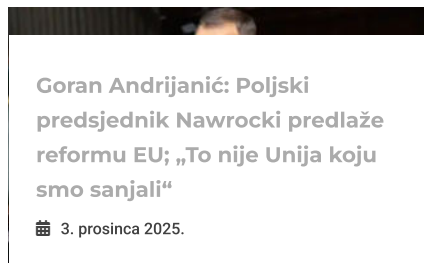 Goran Andrijanić: Poljski
predsjednik Nawrocki predlaže
reformu EU; „To nije Unija koju
smo sanjali“
3. prosinca 2025.